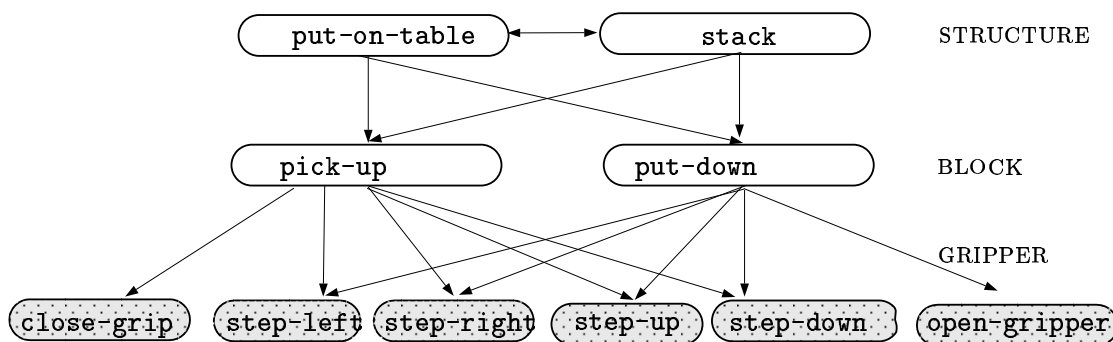 put-on-table stack STRUCTURE
pick-up put-down BLOCK
GRIPPER
close-grip step-left step-right step-up step-down open-gripper